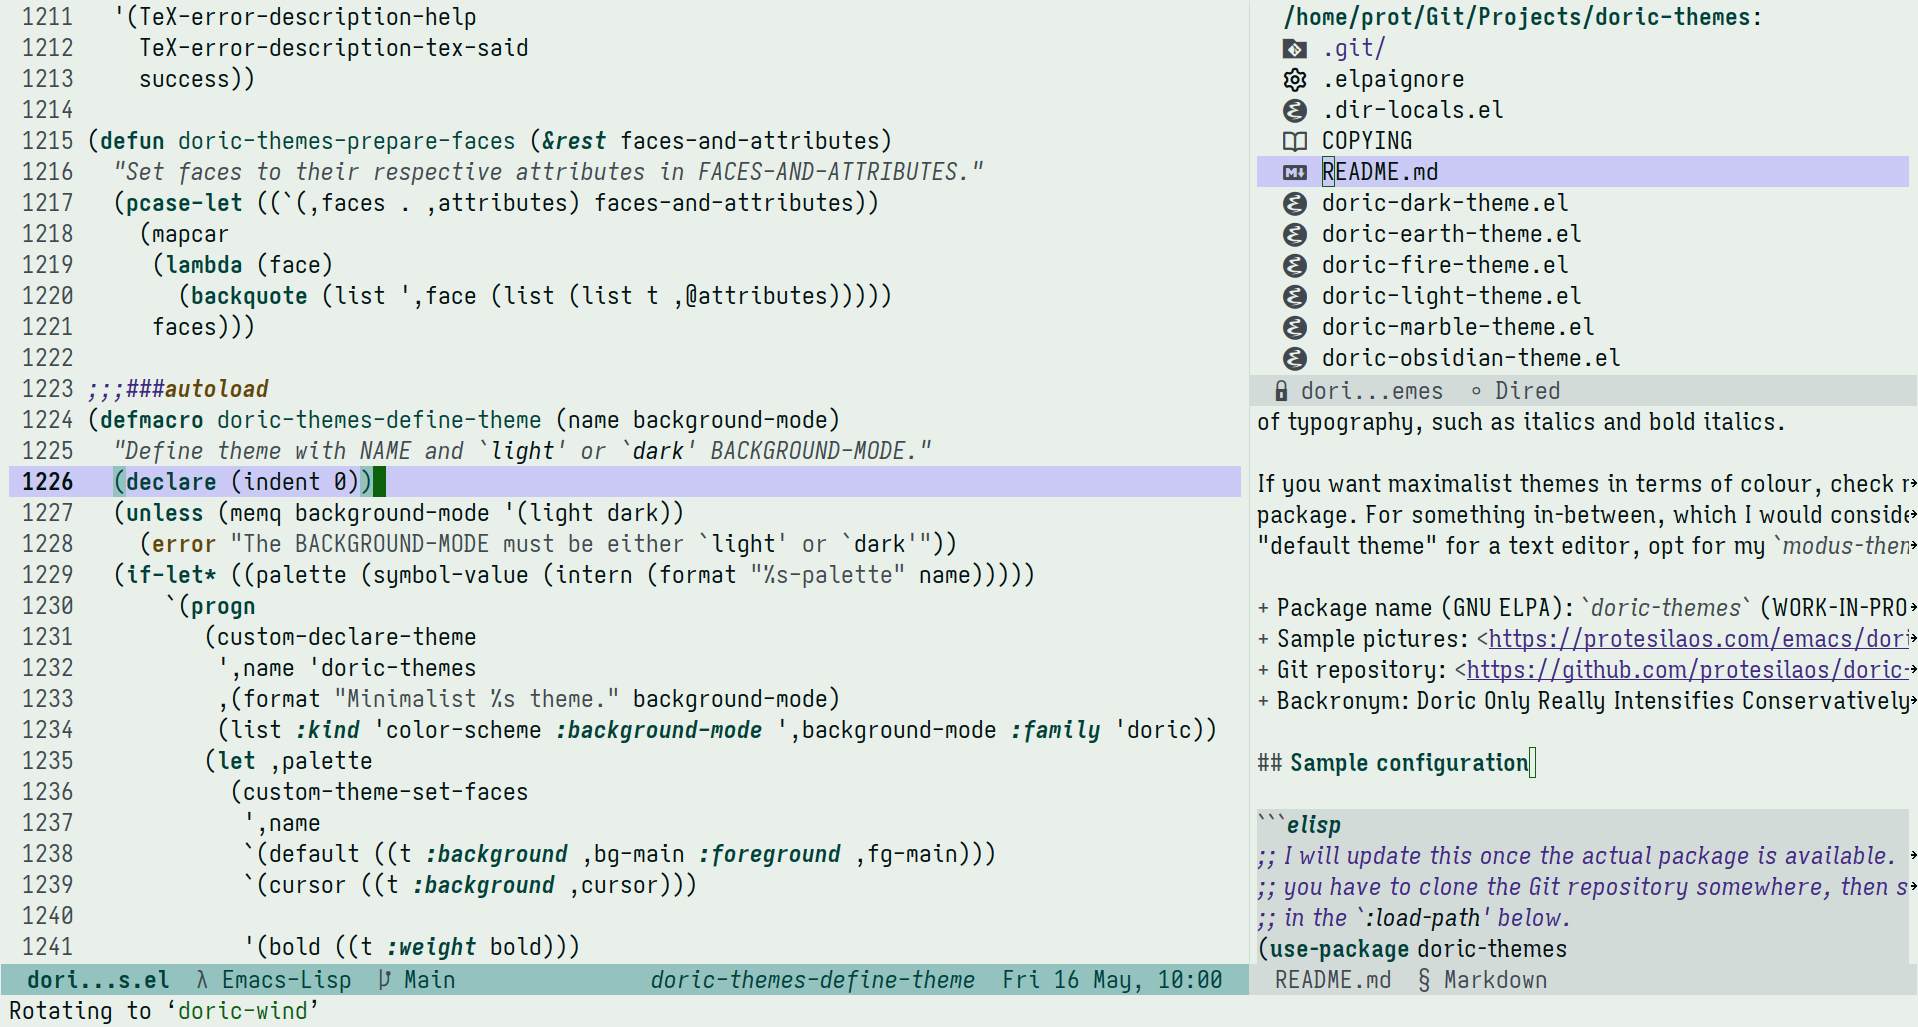 1211   '(TeX-error-description-help
1212     TeX-error-description-tex-said
1213     success))
1214
1215 (defun doric-themes-prepare-faces (&rest faces-and-attributes)
1216   "Set faces to their respective attributes in FACES-AND-ATTRIBUTES."
1217   (pcase-let ((`(,faces . ,attributes) faces-and-attributes))
1218     (mapcar
1219      (lambda (face)
1220        (backquote (list ',face (list (list t ,@attributes)))))
1221      faces)))
1222
1223 ;;;###autoload
1224 (defmacro doric-themes-define-theme (name background-mode)
1225   "Define theme with NAME and `light' or `dark' BACKGROUND-MODE."
1226   (declare (indent 0))
1227   (unless (memq background-mode '(light dark))
1228     (error "The BACKGROUND-MODE must be either `light' or `dark'"))
1229   (if-let* ((palette (symbol-value (intern (format "%s-palette" name)))))
1230       `(progn
1231          (custom-declare-theme
1232           ',name 'doric-themes
1233           ,(format "Minimalist %s theme." background-mode)
1234           (list :kind 'color-scheme :background-mode ',background-mode :family 'doric))
1235          (let ,palette
1236            (custom-theme-set-faces
1237             ',name
1238             `(default ((t :background ,bg-main :foreground ,fg-main)))
1239             `(cursor ((t :background ,cursor)))
1240
1241             '(bold ((t :weight bold)))
dori...s.el λ Emacs-Lisp Main doric-themes-define-theme Fri 16 May, 10:00
Rotating to ‘doric-wind’
/home/prot/Git/Projects/doric-themes:
.git/
.elpaignore
.dir-locals.el
COPYING
README.md
doric-dark-theme.el
doric-earth-theme.el
doric-fire-theme.el
doric-light-theme.el
doric-marble-theme.el
doric-obsidian-theme.el
dori...emes ◦ Dired
of typography, such as italics and bold italics.
If you want maximalist themes in terms of colour, check
package. For something in-between, which I would conside
"default theme" for a text editor, opt for my `modus-them
+ Package name (GNU ELPA): `doric-themes` (WORK-IN-PRO
+ Sample pictures: <https://protesilaos.com/emacs/dori
+ Git repository: <https://github.com/protesilaos/doric-
+ Backronym: Doric Only Really Intensifies Conservatively
## Sample configuration
```elisp
;; I will update this once the actual package is available.
;; you have to clone the Git repository somewhere, then s
;; in the `:load-path' below.
(use-package doric-themes
README.md § Markdown